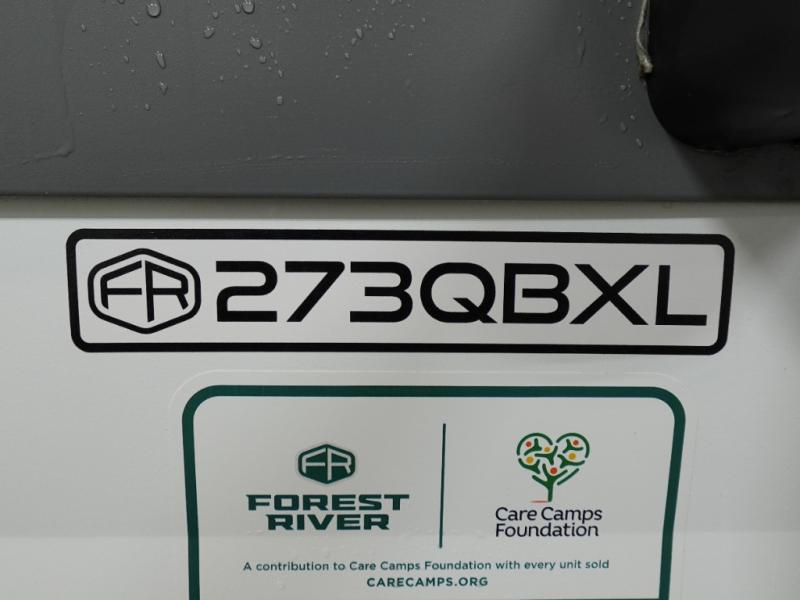 FR 273QBXL
FR
FOREST
RIVER
Care Camps
Foundation
A contribution to Care Camps Foundation with every unit sold
CARECAMPS.ORG